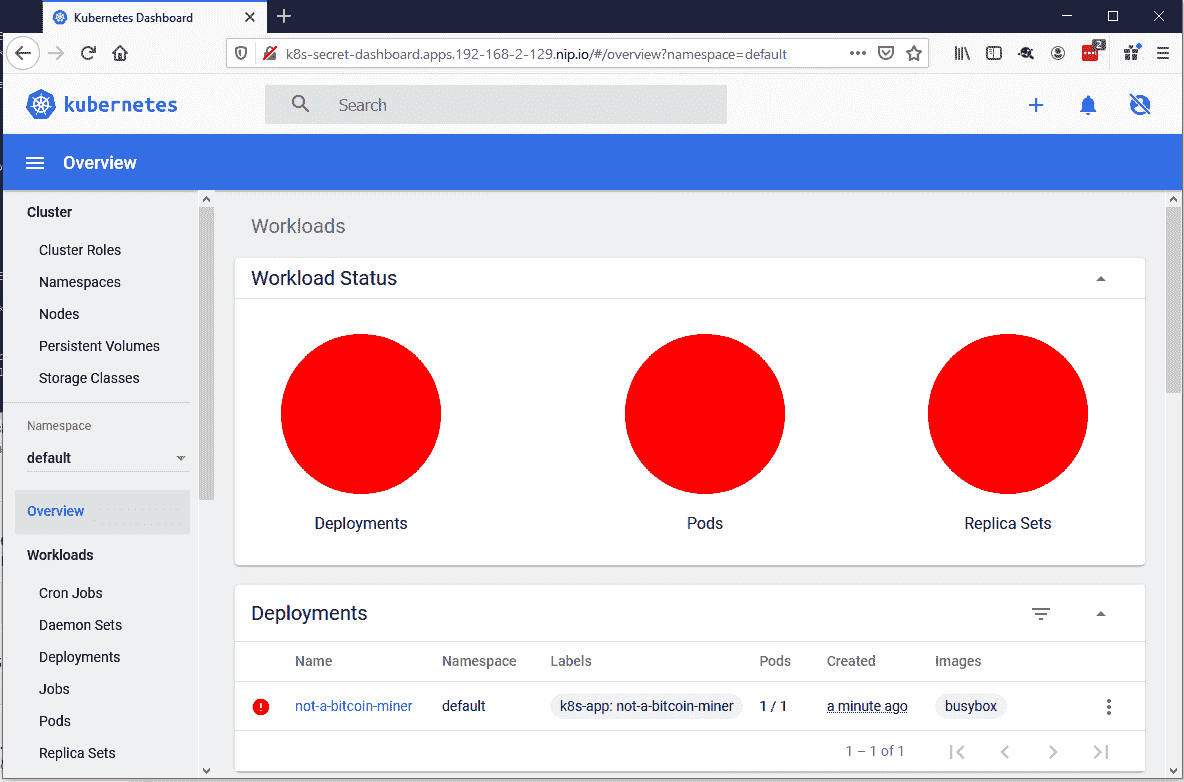 Kubernetes Dashboard
k8s-secret-dashboard.apps.192-168-2-129.nip.io/#/overview?namespace=default
2
kubernetes
Search
Overview
Cluster
Cluster Roles
Namespaces
Nodes
Persistent Volumes
Storage Classes
Namespace
default
Overview
Workloads
Cron Jobs
Daemon Sets
Deployments
Jobs
Pods
Replica Sets
Workloads
Workload Status
Deployments Pods Replica Sets
Deployments
Name Namespace Labels Pods Created Images
not-a-bitcoin-miner default k8s-app: not-a-bitcoin-miner 1 / 1 a minute ago busybox
1 – 1 of 1